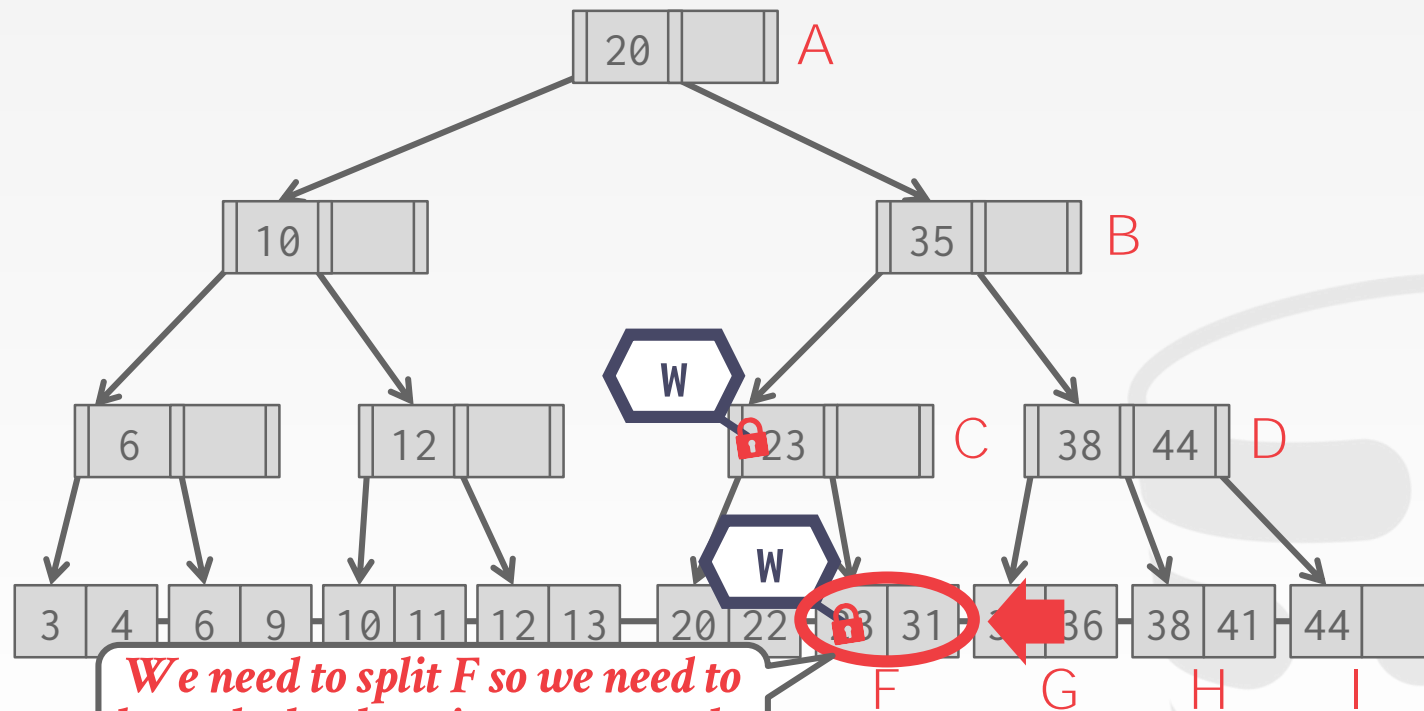 20 A
10 35 B
W
6 12 23 C 38 44 D
W
3 4 6 9 10 11 12 13 20 22 31 36 38 41 44
We need to split F so we need to
F G H I